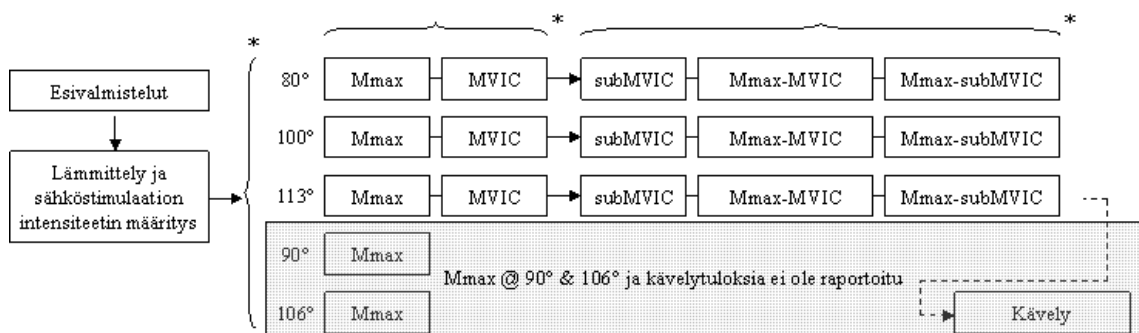 * * *
80° Mmax MVIC subMVIC Mmax-MVIC Mmax-subMVIC
Esivalmistelut
100° Mmax MVIC subMVIC Mmax-MVIC Mmax-subMVIC
Lämmittely ja
sähköstimulaation
intensiteetin määritys
113° Mmax MVIC subMVIC Mmax-MVIC Mmax-subMVIC
90° Mmax
Mmax @ 90° & 106° ja kävelytuloksia ei ole raportoitu
106° Mmax Kävely